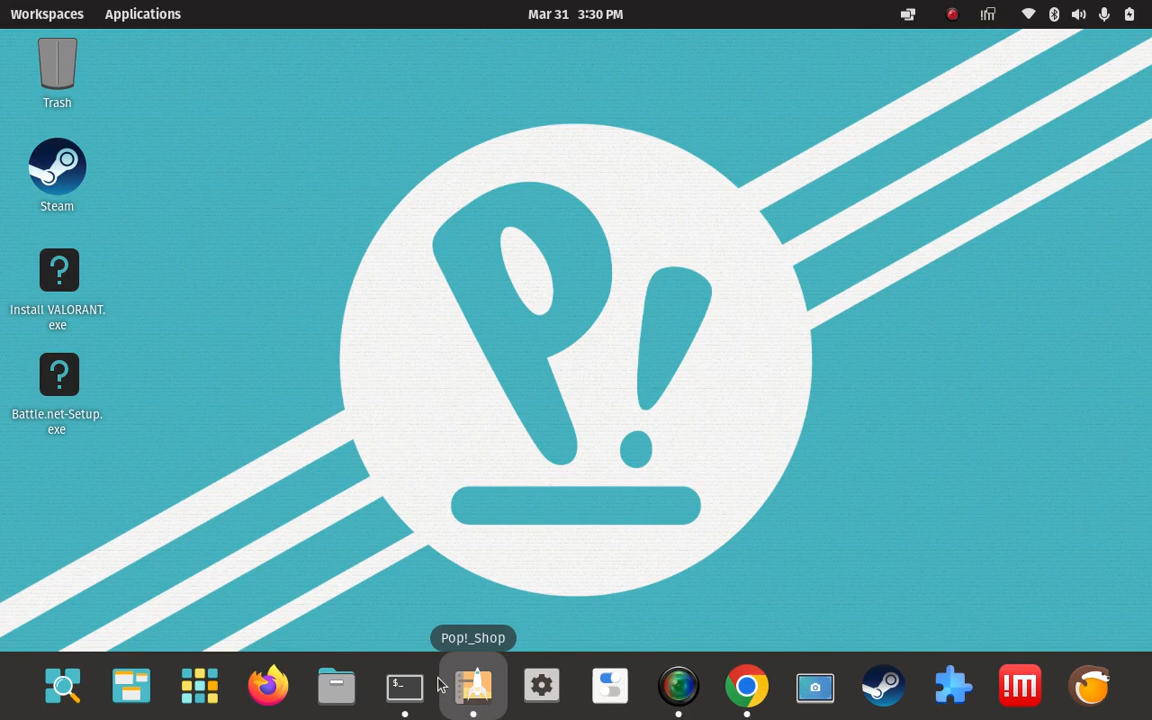 Workspaces Applications Mar 31 3:30 PM
Trash
Steam
Install VALORANT.
exe
Battle.net-Setup.
exe
P!
Pop!_Shop
$_
!m